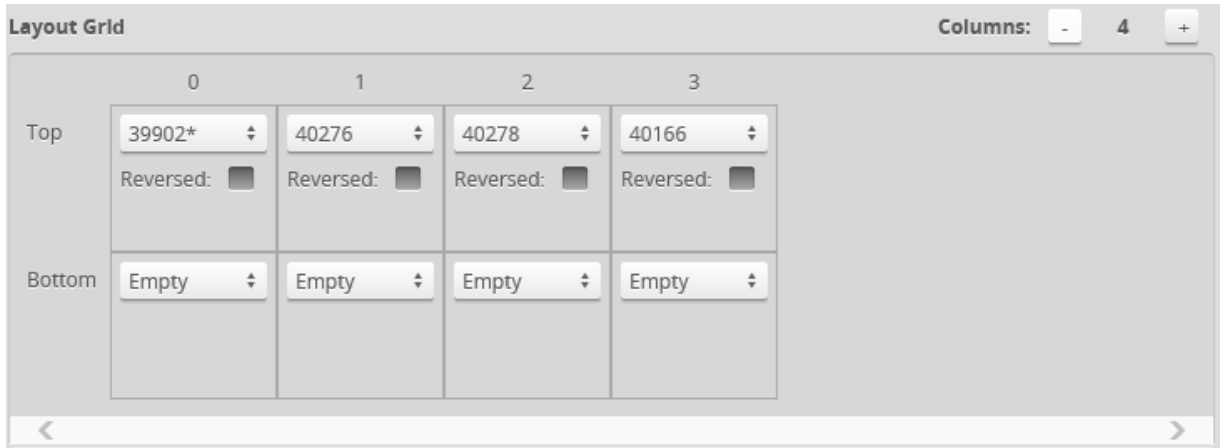 Layout Grid Columns: - 4 +
0 1 2 3
Top 39902* 40276 40278 40166
Reversed: Reversed: Reversed: Reversed:
Bottom Empty Empty Empty Empty